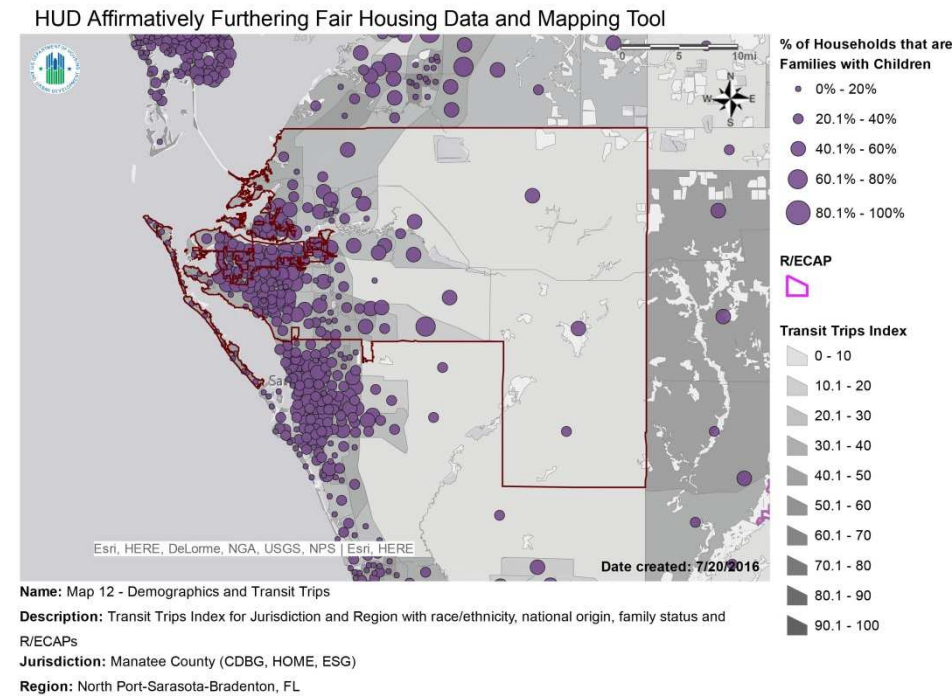 HUD Affirmatively Furthering Fair Housing Data and Mapping Tool
0 5 10mi
N
W E
S
Esri, HERE, DeLorme, NGA, USGS, NPS | Esri, HERE
Date created: 7/20/2016
% of Households that are
Families with Children
0% - 20%
20.1% - 40%
40.1% - 60%
60.1% - 80%
80.1% - 100%
R/ECAP
Transit Trips Index
0 - 10
10.1 - 20
20.1 - 30
30.1 - 40
40.1 - 50
50.1 - 60
60.1 - 70
70.1 - 80
80.1 - 90
90.1 - 100
Name: Map 12 - Demographics and Transit Trips
Description: Transit Trips Index for Jurisdiction and Region with race/ethnicity, national origin, family status and
R/ECAPs
Jurisdiction: Manatee County (CDBG, HOME, ESG)
Region: North Port-Sarasota-Bradenton, FL